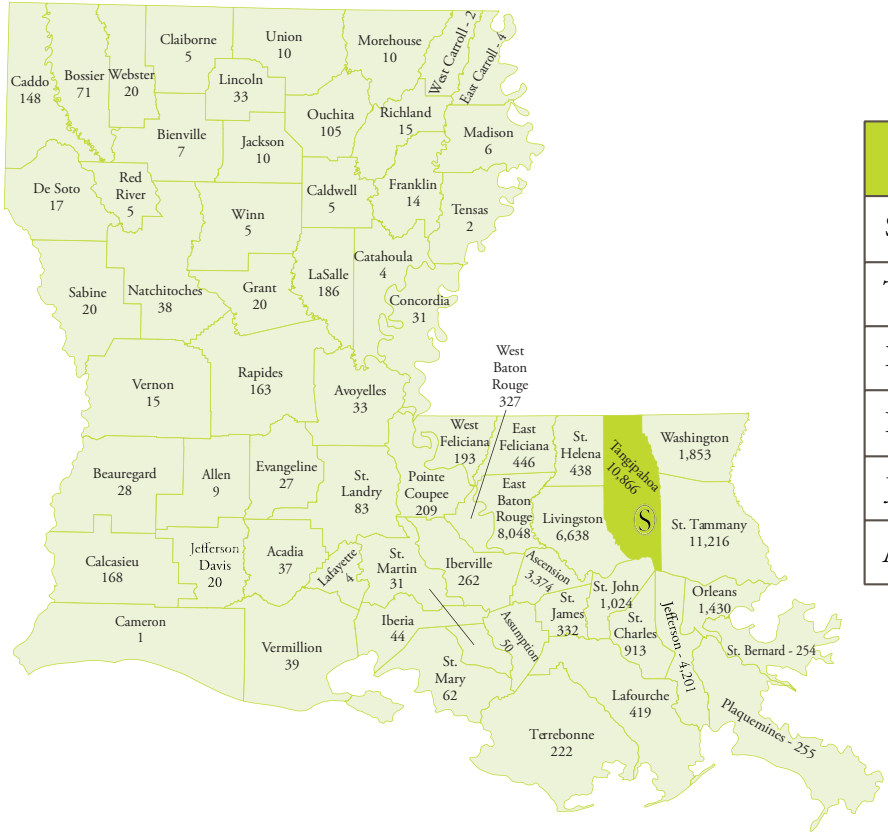 Caddo
148
Bossier
71
Webster
20
Claiborne
5
Union
10
Morehouse
10
West Carroll - 2
East Carroll - 4
Lincoln
33
Ouchita
105
Richland
15
Madison
6
Bienville
7
Jackson
10
De Soto
17
Red
River
5
Winn
5
Caldwell
5
Franklin
14
Tensas
2
Sabine
20
Natchitoches
38
Grant
20
LaSalle
186
Catahoula
4
Concordia
31
Vernon
15
Rapides
163
Avoyelles
33
West
Baton
Rouge
327
West
Feliciana
193
East
Feliciana
446
St.
Helena
438
Tangipahoa
10,866
S
Washington
1,853
Beauregard
28
Allen
9
Evangeline
27
St.
Landry
83
Pointe
Coupee
209
East
Baton
Rouge
8,048
Livingston
6,638
St. Tammany
11,216
Calcasieu
168
Jefferson
Davis
20
Acadia
37
Lafayette
4
St.
Martin
31
Iberville
262
Ascension
3,374
St. John
1,024
Orleans
1,430
Cameron
1
Vermillion
39
Iberia
44
St.
Mary
62
Assumption
50
St.
James
332
St.
Charles
913
Jefferson - 4,201
St. Bernard - 254
Terrebonne
222
Lafourche
419
Plaquemines - 255